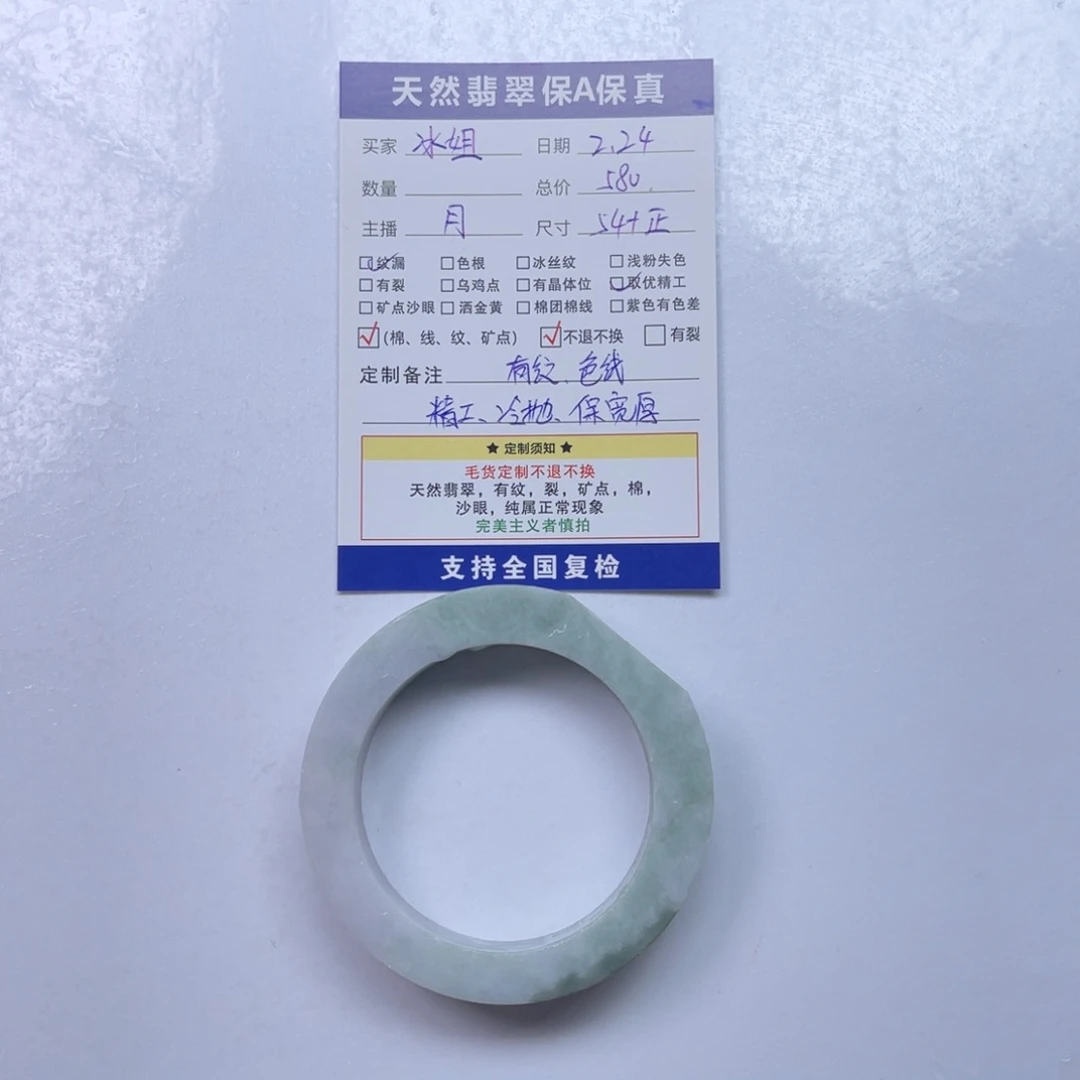 天然翡翠保A保真
买家 冰姐 日期 2.24
数量 总价 580.
主播 月 尺寸 54+正
纹漏 色根 冰丝纹 浅粉失色
有裂 乌鸡点 有晶体位 取优精工
矿点沙眼 洒金黄 棉团棉线 紫色有色差
(棉、线、纹、矿点) 不退不换 有裂
定制备注 有纹、色线
精工、冷抛、保宽厚
★ 定制须知 ★
毛货定制不退不换
天然翡翠，有纹，裂，矿点，棉，
沙眼，纯属正常现象
完美主义者慎拍
支持全国复检